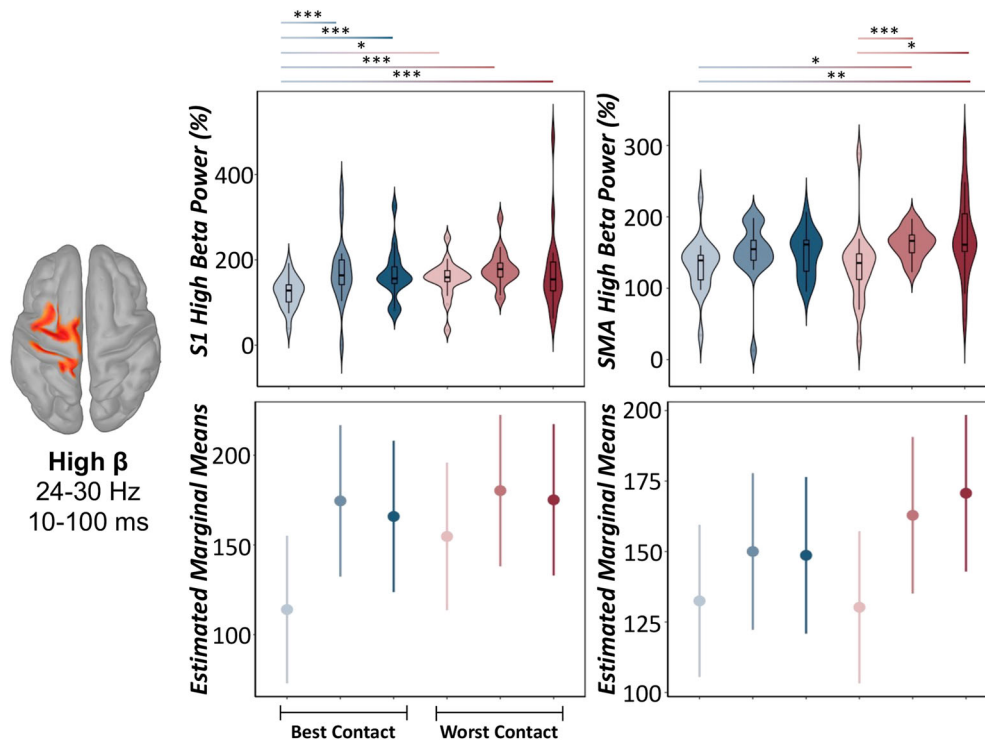 ***
***
*
***
***
***
*
*
**
S1 High Beta Power (%)
400
200
0
SMA High Beta Power (%)
300
200
100
0
High β
24-30 Hz
10-100 ms
Estimated Marginal Means
200
150
100
Estimated Marginal Means
200
175
150
125
100
Best Contact
Worst Contact